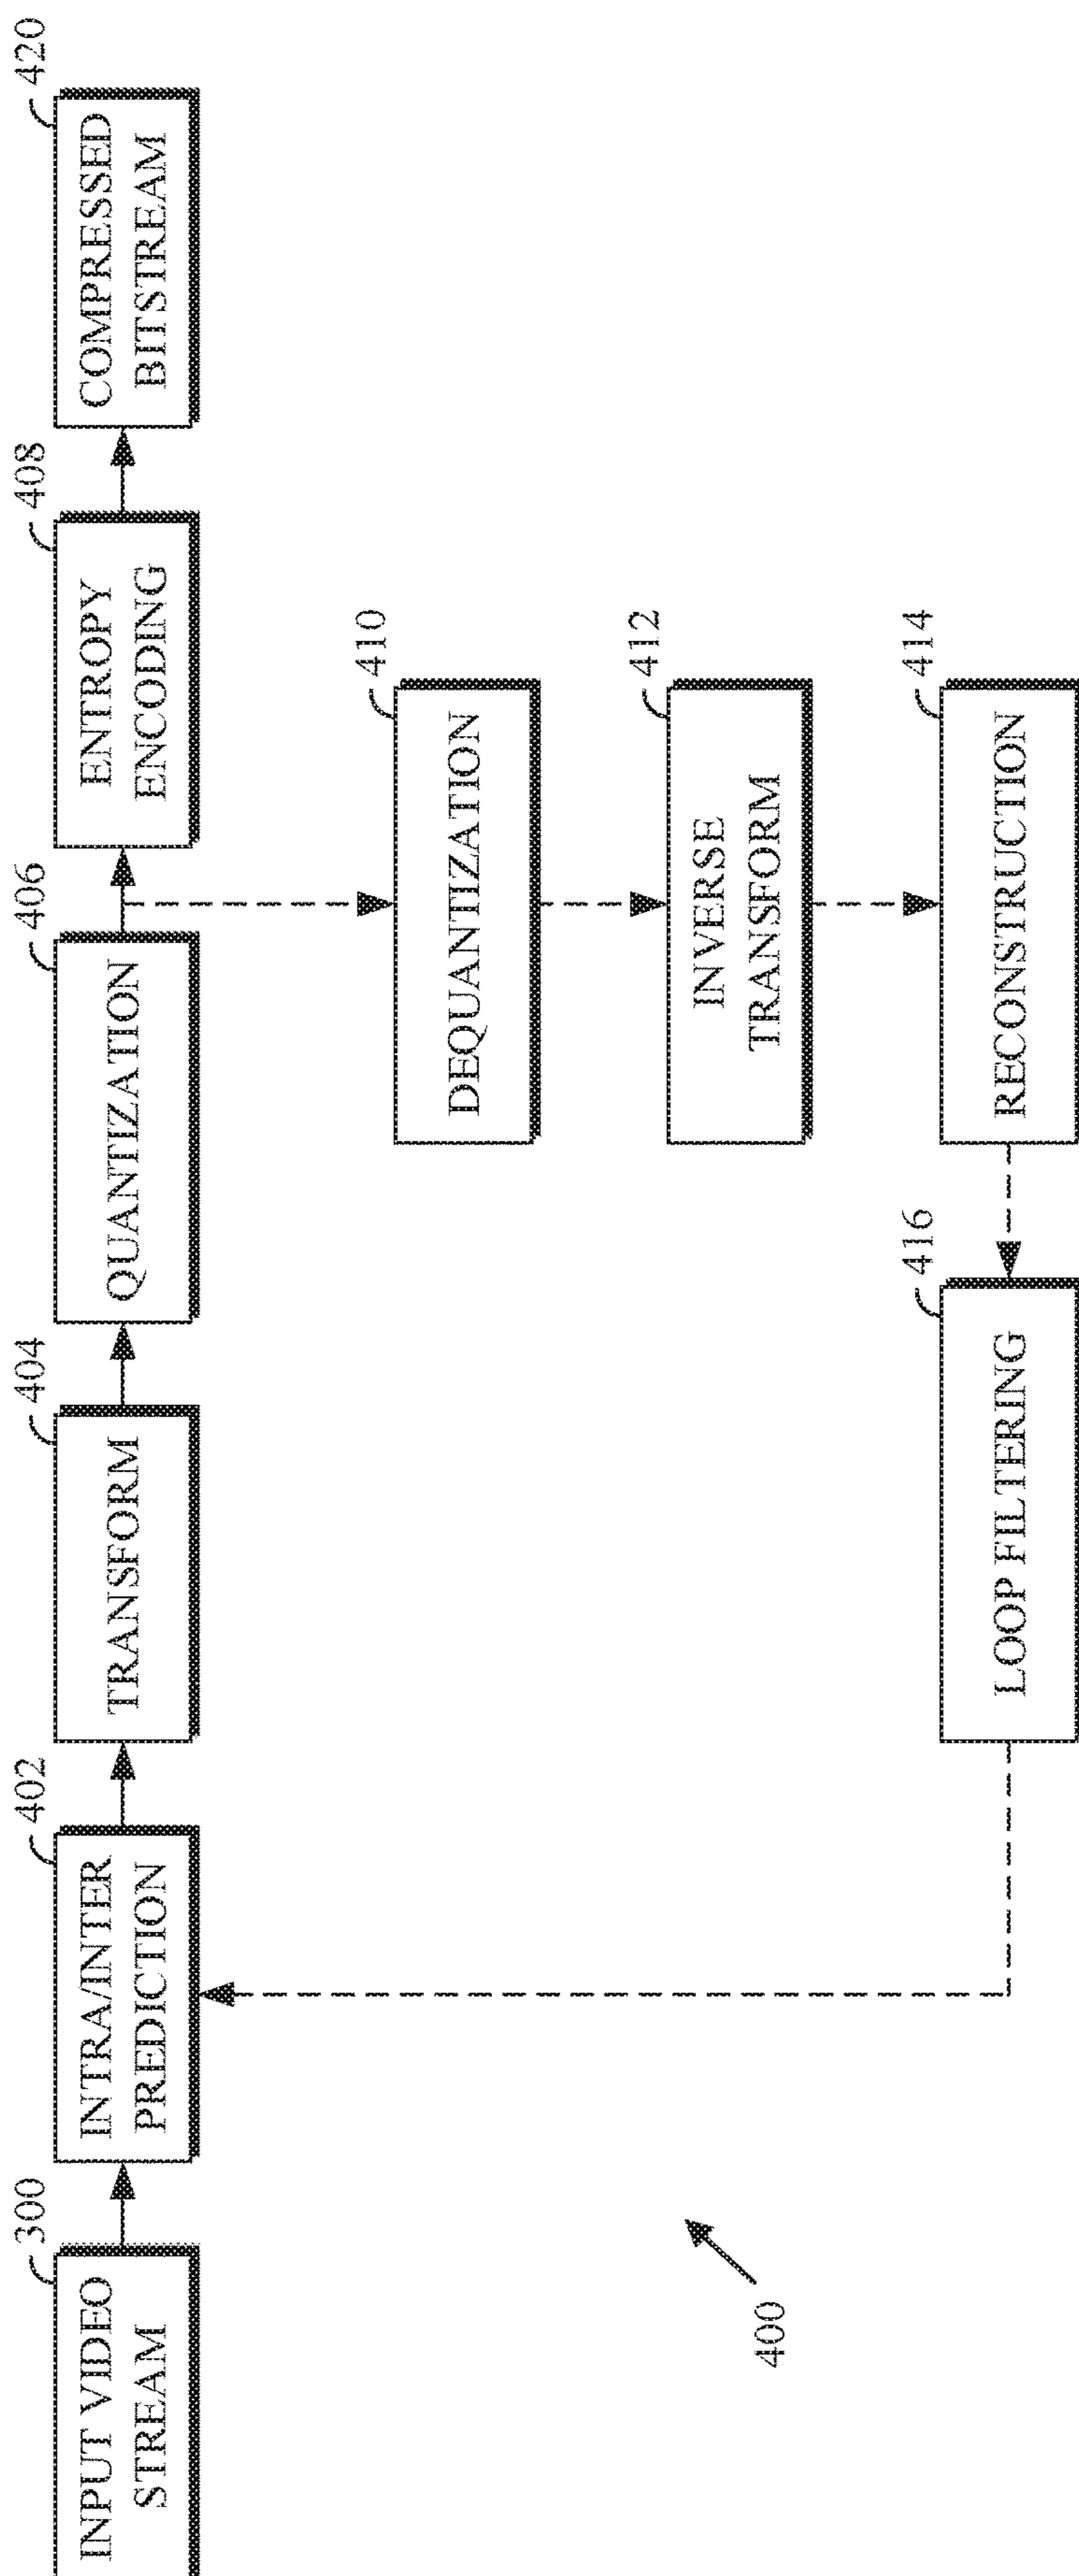 300
INPUT VIDEO
STREAM
402
INTRA/INTER
PREDICTION
404
TRANSFORM
406
QUANTIZATION
408
ENTROPY
ENCODING
420
COMPRESSED
BITSTREAM
410
DEQUANTIZATION
412
INVERSE
TRANSFORM
414
RECONSTRUCTION
416
LOOP FILTERING
400